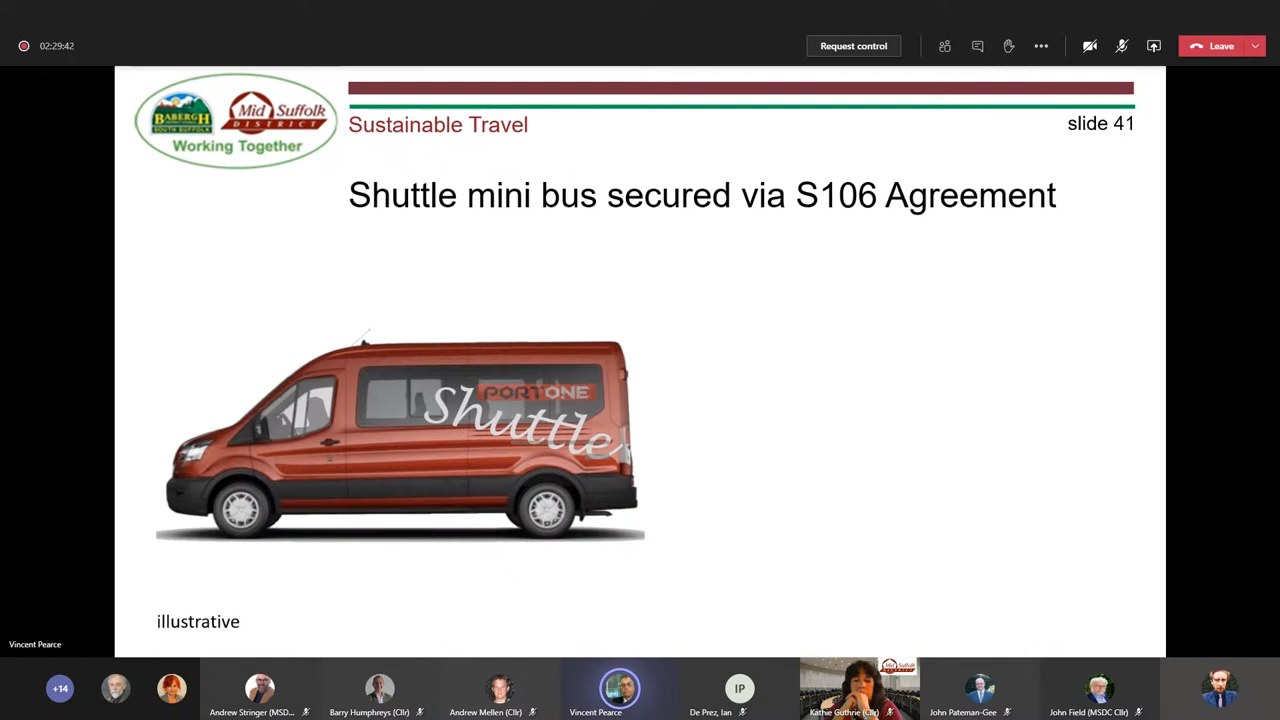 02:29:42
Request control
Leave
BABERGH
SOUTH SUFFOLK
Mid Suffolk
DISTRICT
Working Together
Sustainable Travel
slide 41
Shuttle mini bus secured via S106 Agreement
PORTONE
Shuttle
illustrative
Vincent Pearce
+14
Andrew Stringer (MSD...
Barry Humphreys (Cllr)
Andrew Mellen (Cllr)
Vincent Pearce
IP
De Prez, Ian
Mid Suffolk
Kathie Guthrie (Cllr)
John Pateman-Gee
John Field (MSDC Cllr)